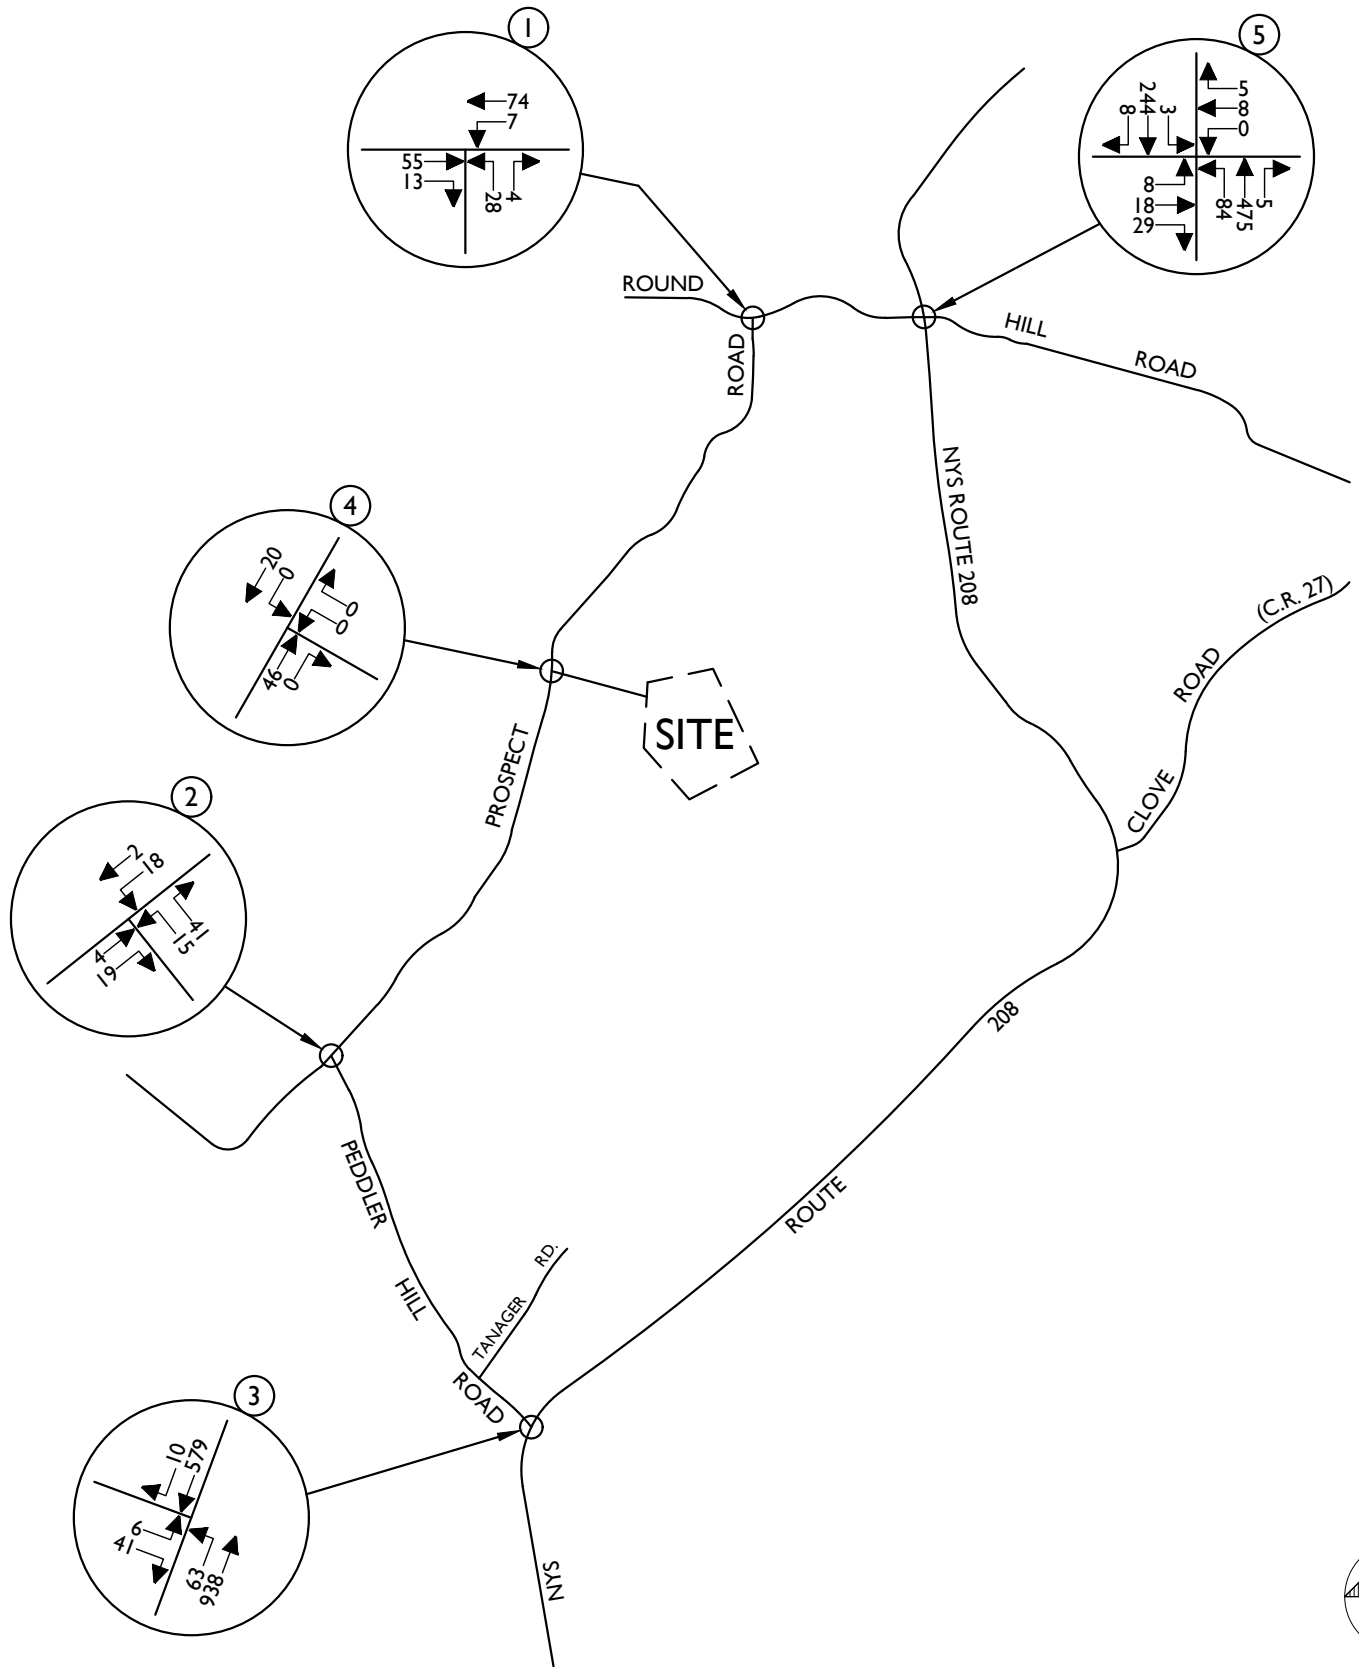 1
74
7
55
13
28
4
5
244
8
3
5
8
0
8
18
29
84
475
5
ROUND
HILL
ROAD
ROAD
NYS ROUTE 208
4
20
0
0
0
46
0
(C.R. 27)
ROAD
CLOVE
SITE
PROSPECT
2
2
18
41
15
4
19
208
ROUTE
PEDDLER
HILL
ROAD
TANAGER
RD.
3
10
579
6
41
63
938
NYS